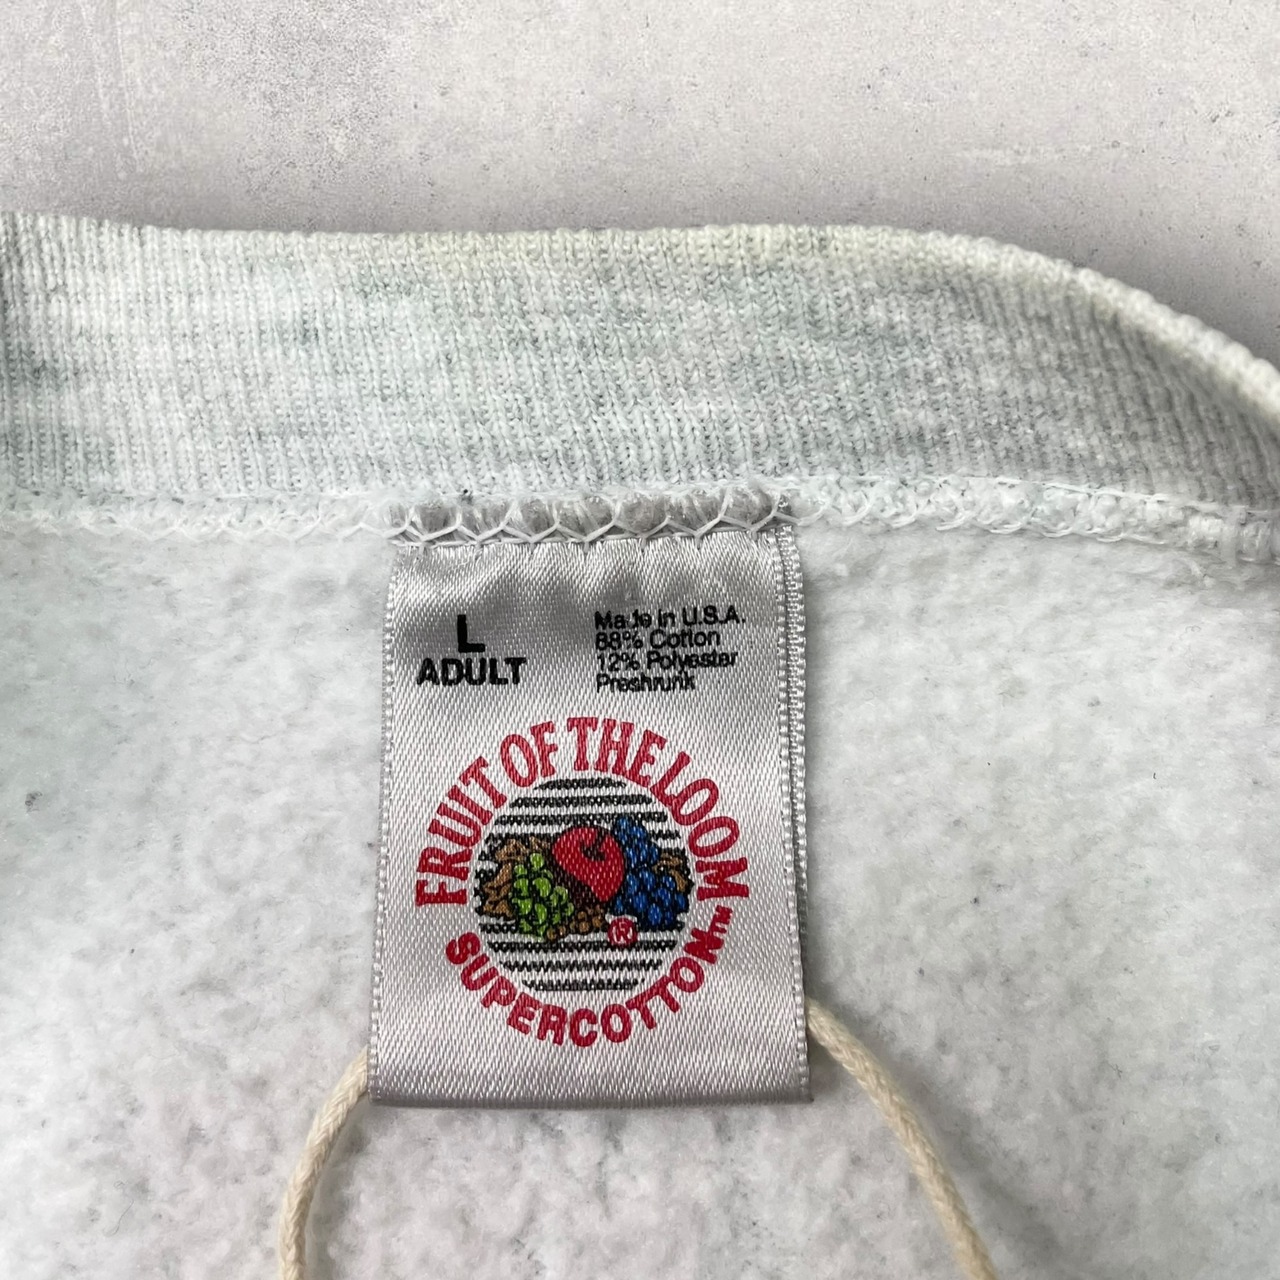 L
ADULT
Made in U.S.A.
88% Cotton
12% Polyester
Preshrunk
FRUIT OF THE LOOM
®
SUPERCOTTON™